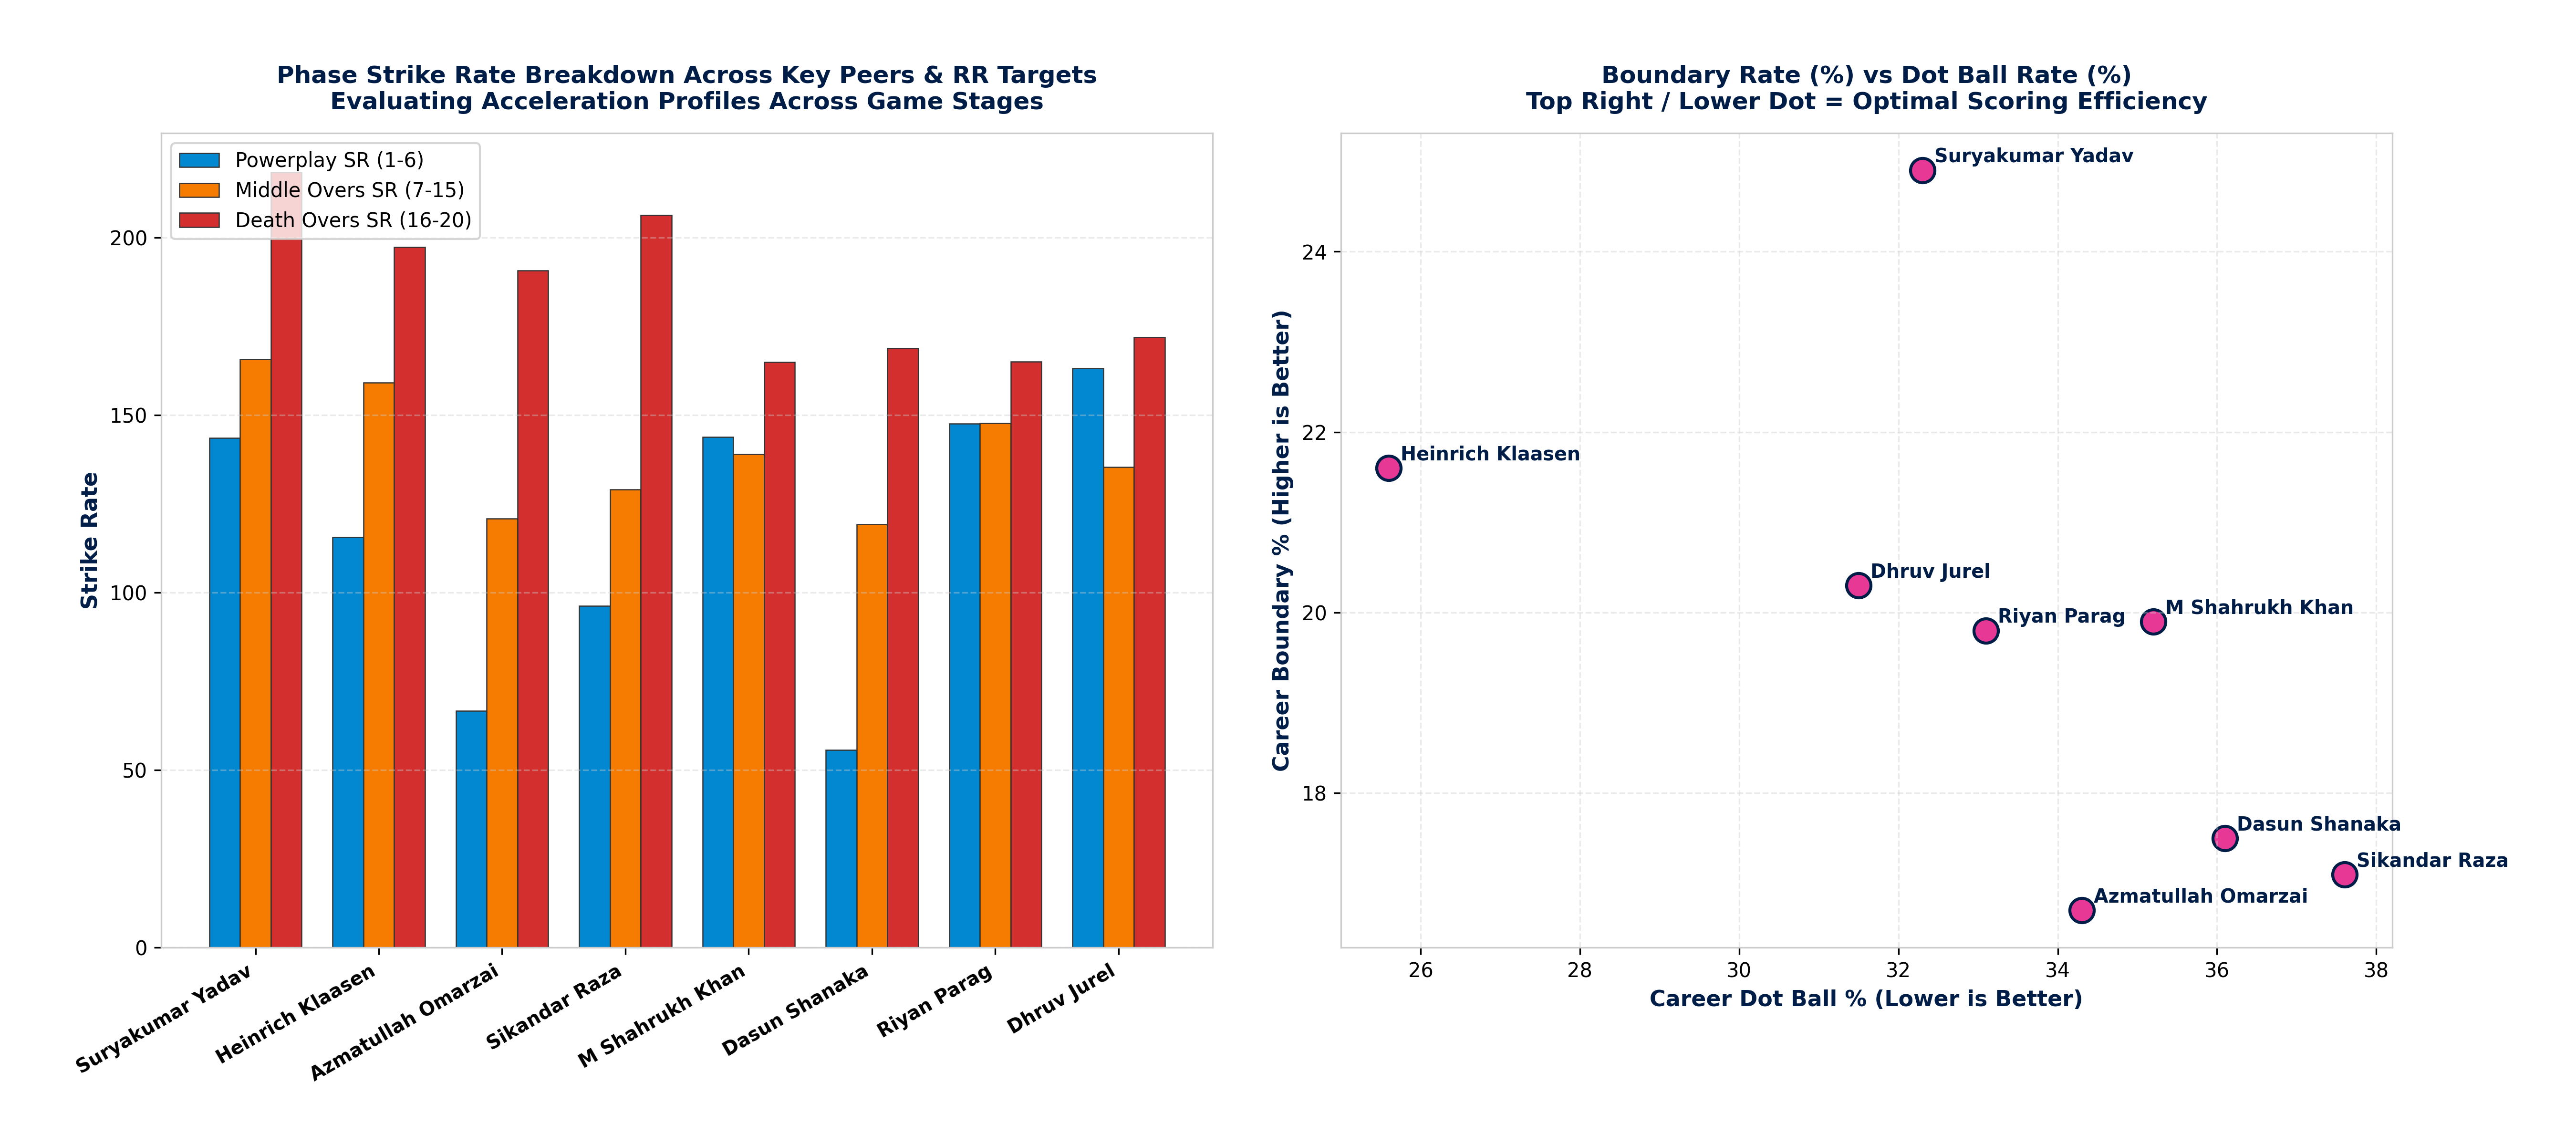 Phase Strike Rate Breakdown Across Key Peers & RR Targets
Evaluating Acceleration Profiles Across Game Stages
Powerplay SR (1-6)
Middle Overs SR (7-15)
Death Overs SR (16-20)
Strike Rate
200
150
100
50
0
Suryakumar Yadav
Heinrich Klaasen
Azmatullah Omarzai
Sikandar Raza
M Shahrukh Khan
Dasun Shanaka
Riyan Parag
Dhruv Jurel
Boundary Rate (%) vs Dot Ball Rate (%)
Top Right / Lower Dot = Optimal Scoring Efficiency
Career Boundary % (Higher is Better)
24
22
20
18
Suryakumar Yadav
Heinrich Klaasen
Dhruv Jurel
Riyan Parag
M Shahrukh Khan
Dasun Shanaka
Sikandar Raza
Azmatullah Omarzai
26
28
30
32
34
36
38
Career Dot Ball % (Lower is Better)